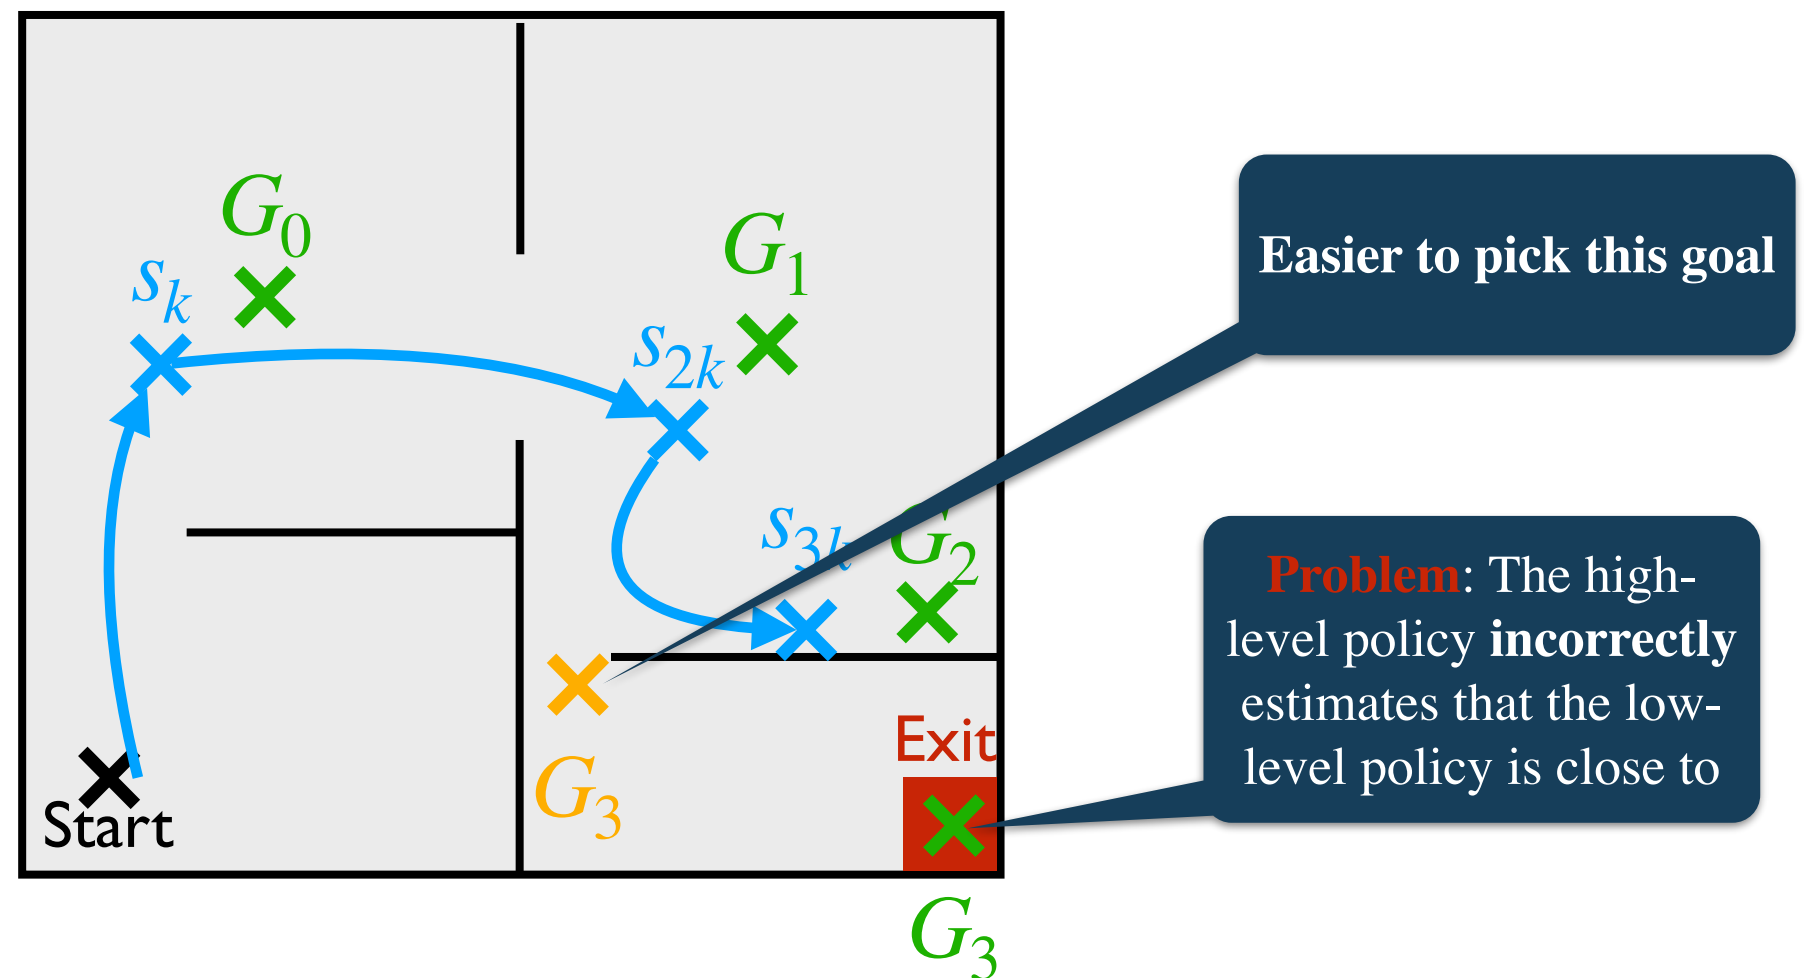 G0
G1
sk
Easier to pick this goal
s2k
s3k
G2
Problem: The high-
level policy incorrectly
estimates that the low-
level policy is close to
Exit
G3
Start
G3